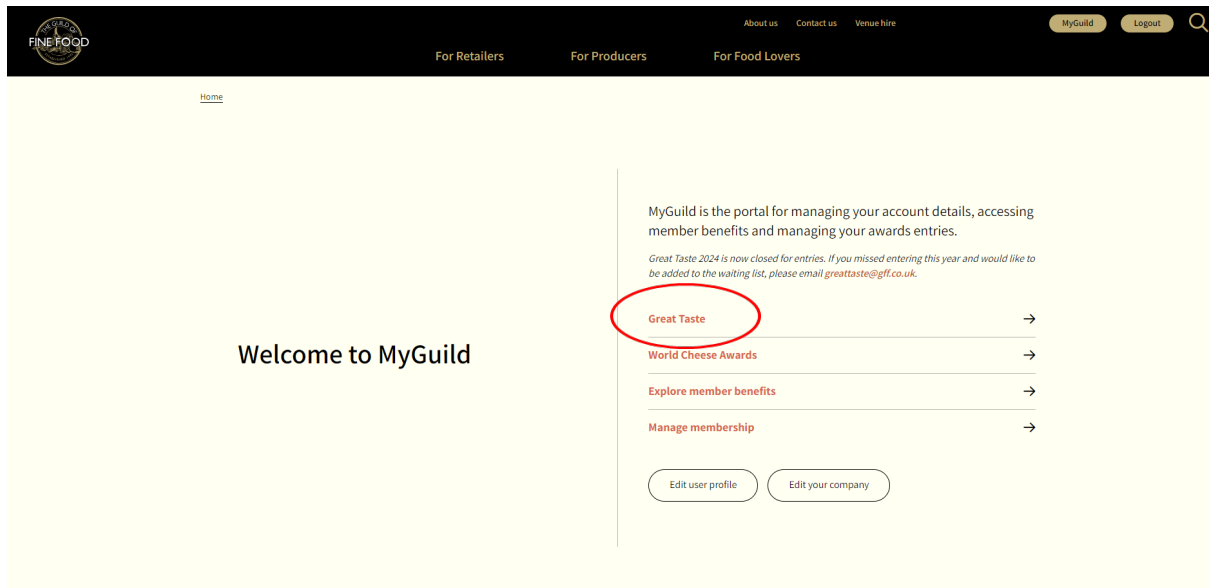 THE GUILD OF
FINE FOOD
About us
Contact us
Venue hire
MyGuild
Logout
For Retailers
For Producers
For Food Lovers
Home
Welcome to MyGuild
MyGuild is the portal for managing your account details, accessing
member benefits and managing your awards entries.
Great Taste 2024 is now closed for entries. If you missed entering this year and would like to
be added to the waiting list, please email greattaste@gff.co.uk.
Great Taste
World Cheese Awards
Explore member benefits
Manage membership
Edit user profile
Edit your company